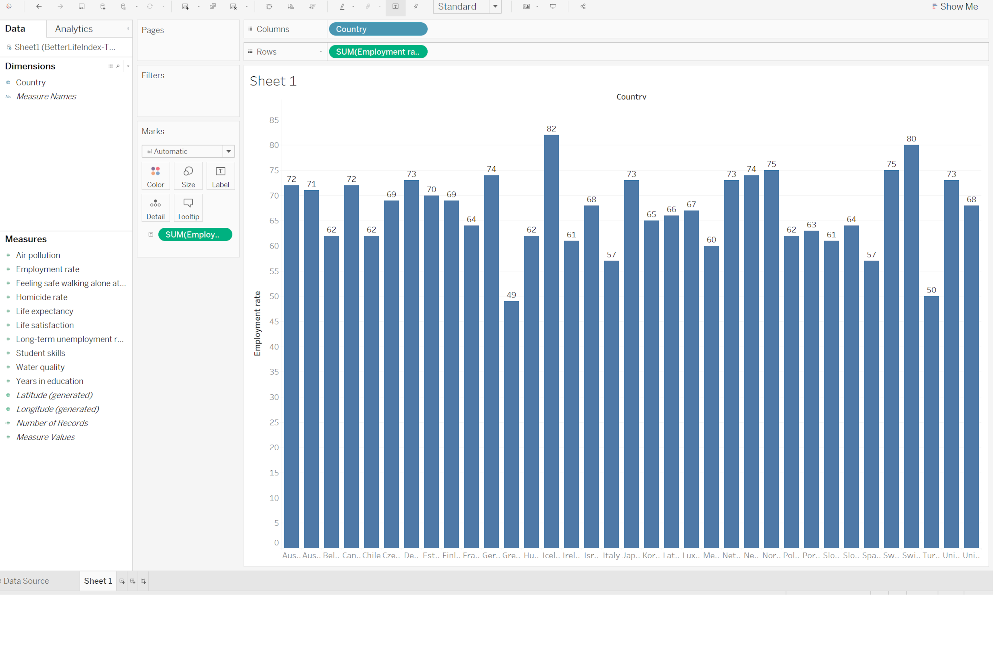 Standard
Show Me
Data
Analytics
Sheet1 (BetterLifeIndex-T...
Dimensions
Country
Abc Measure Names
Measures
Air pollution
Employment rate
Feeling safe walking alone at...
Homicide rate
Life expectancy
Life satisfaction
Long-term unemployment r...
Student skills
Water quality
Years in education
Latitude (generated)
Longitude (generated)
Number of Records
Measure Values
Pages
Filters
Marks
Automatic
Color Size Label
Detail Tooltip
SUM(Employ..
Columns Country
Rows SUM(Employment ra..
Sheet 1
Country
Employment rate
85
80
75
70
65
60
55
50
45
40
35
30
25
20
15
10
5
0
72 71 62 72 62 69 73 70 69 64 74 49 62 82 61 68 57 73 65 66 67 60 73 74 75 62 63 61 64 57 75 80 50 73 68
Aus.. Aus.. Bel.. Can.. Chile Cze.. De.. Est.. Finl.. Fra.. Ger.. Gre.. Hu.. Icel.. Irel.. Isr.. Italy Jap.. Kor.. Lat.. Lux.. Me.. Net.. Ne.. Nor.. Pol.. Por.. Slo.. Slo.. Spa.. Sw.. Swi.. Tur.. Uni.. Uni..
Data Source
Sheet 1